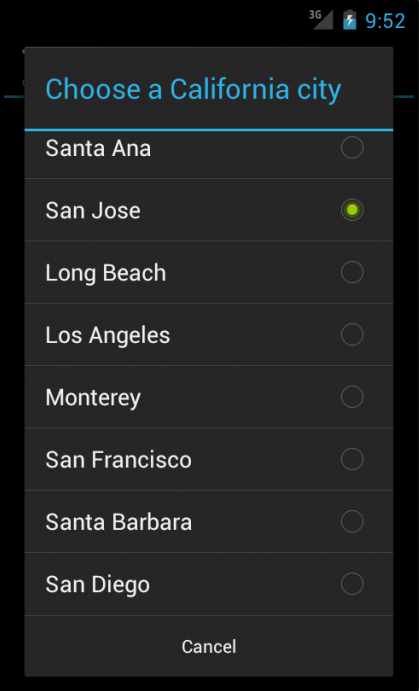 3G 9:52
Choose a California city
Santa Ana
San Jose
Long Beach
Los Angeles
Monterey
San Francisco
Santa Barbara
San Diego
Cancel